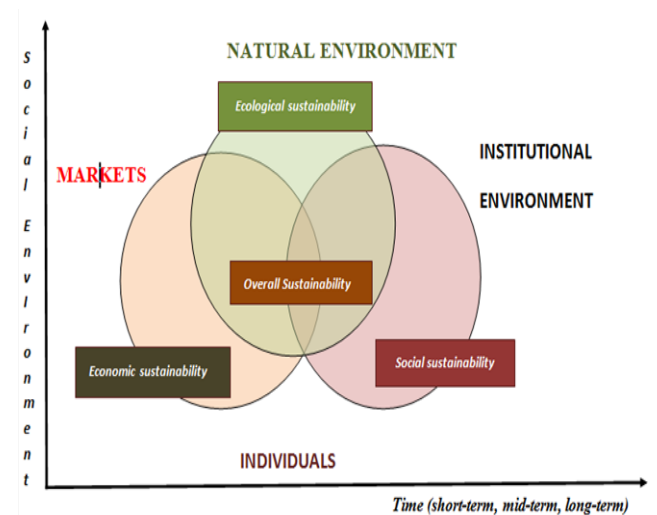 NATURAL ENVIRONMENT
Ecological sustainability
INSTITUTIONAL
ENVIRONMENT
MARKETS
Overall Sustainability
Economic sustainability
Social sustainability
INDIVIDUALS
Social EnvIronment
Time (short-term, mid-term, long-term)